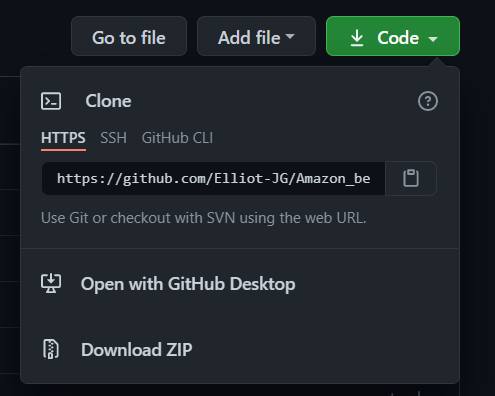 Go to file Add file Code
Clone
HTTPS SSH GitHub CLI
https://github.com/Elliot-JG/Amazon_be
Use Git or checkout with SVN using the web URL.
Open with GitHub Desktop
Download ZIP